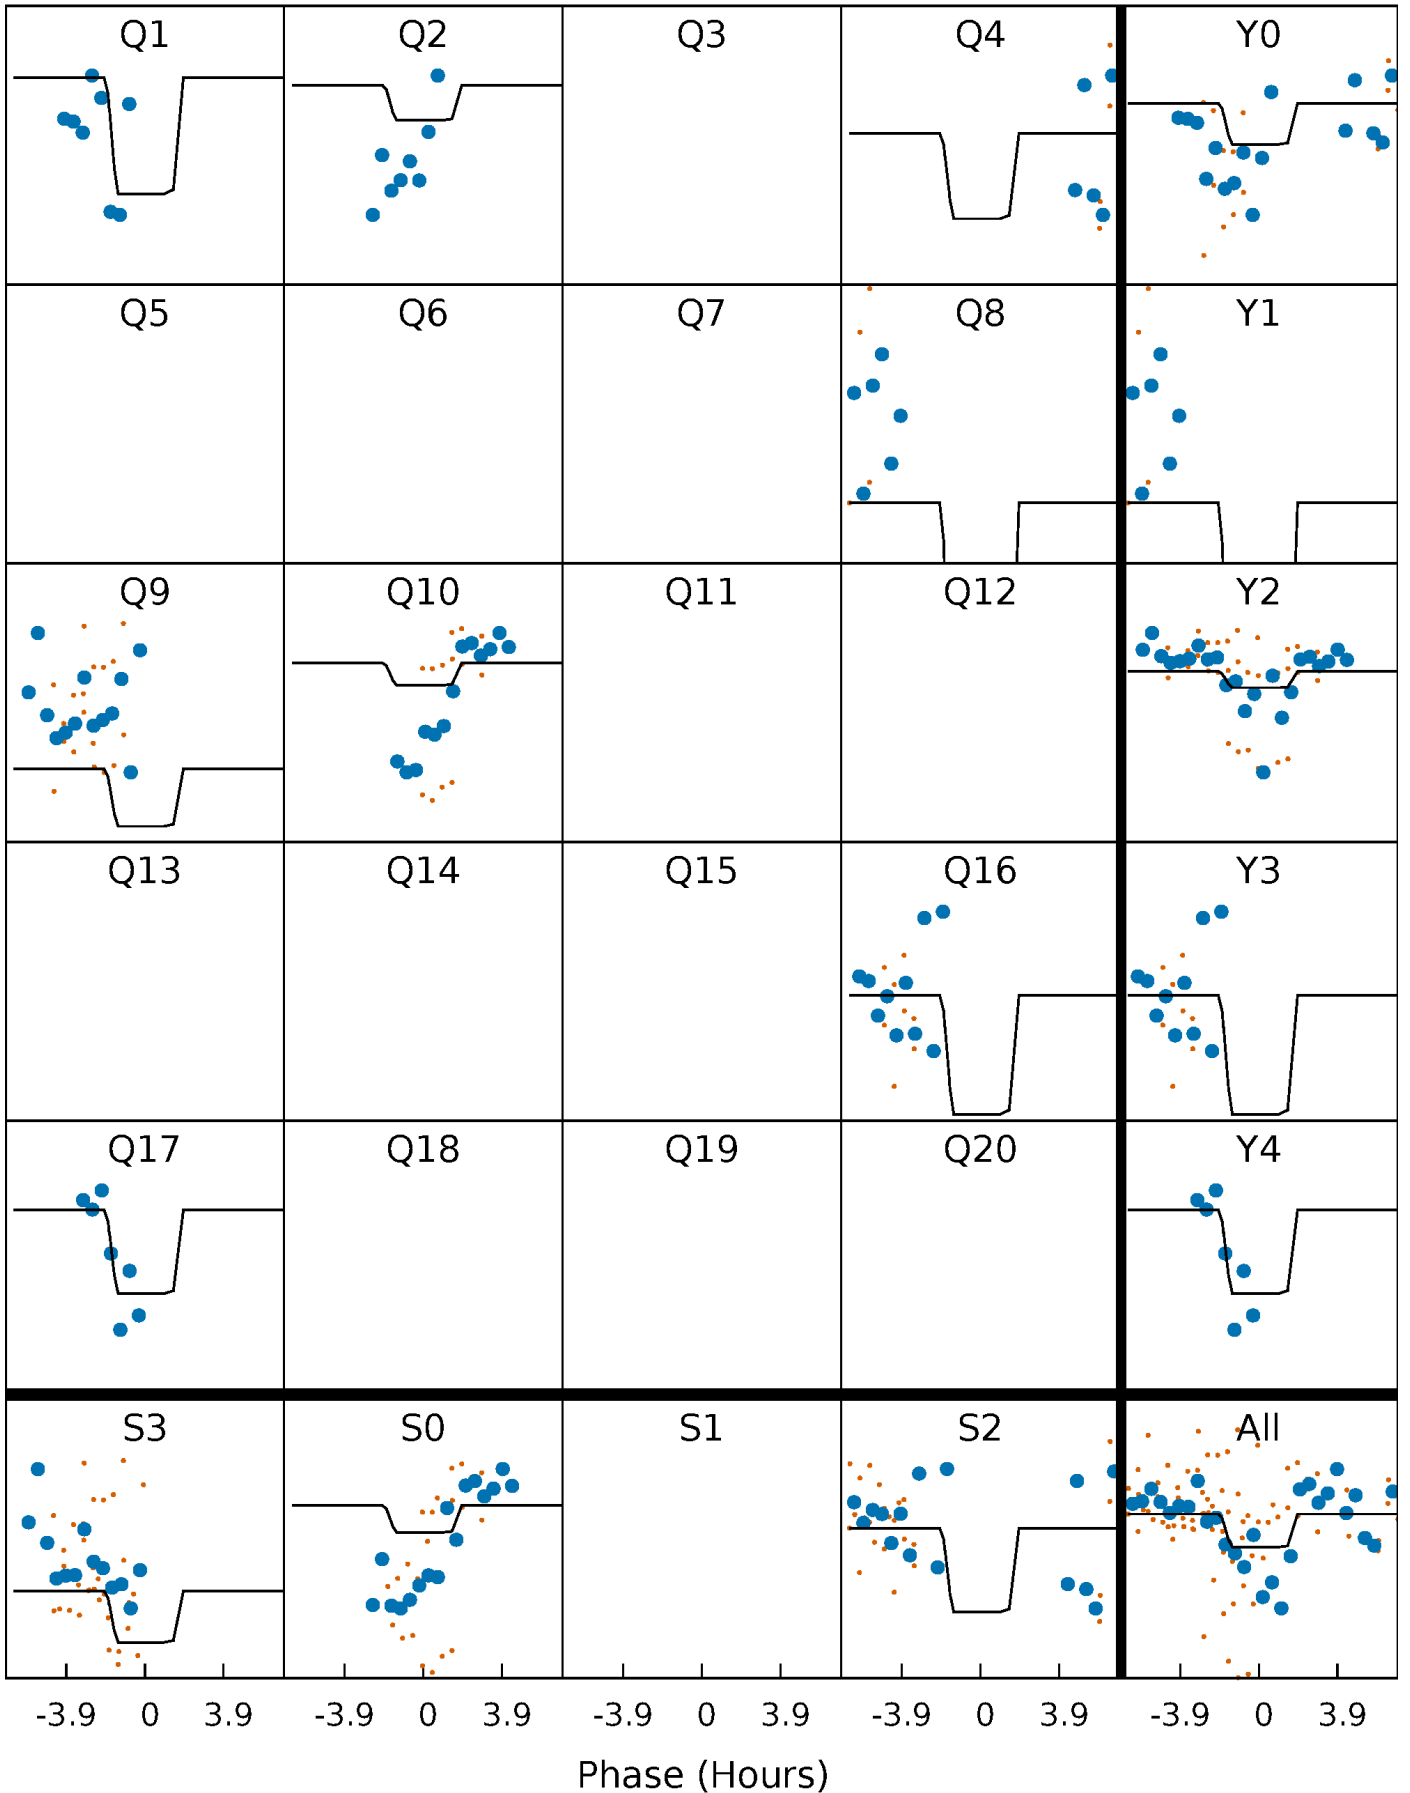 Q1 Q2 Q3 Q4 Y0
Q5 Q6 Q7 Q8 Y1
Q9 Q10 Q11 Q12 Y2
Q13 Q14 Q15 Q16 Y3
Q17 Q18 Q19 Q20 Y4
S3 S0 S1 S2 All
-3.9 0 3.9 -3.9 0 3.9 -3.9 0 3.9 -3.9 0 3.9 -3.9 0 3.9
Phase (Hours)